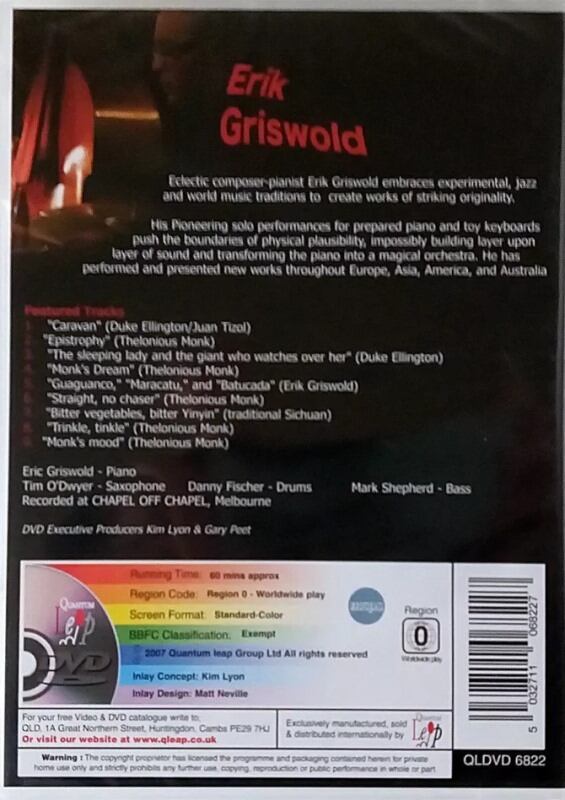 Erik
Griswold
Eclectic composer-pianist Erik Griswold embraces experimental, jazz
and world music traditions to create works of striking originality.
His Pioneering solo performances for prepared piano and toy keyboards
push the boundaries of physical plausibility, impossibly building layer upon
layer of sound and transforming the piano into a magical orchestra. He has
performed and presented new works throughout Europe, Asia, America, and Australia
Featured Tracks
1. "Caravan" (Duke Ellington/Juan Tizol)
2. "Epistrophy" (Thelonious Monk)
3. "The sleeping lady and the giant who watches over her" (Duke Ellington)
4. "Monk's Dream" (Thelonious Monk)
5. "Guaguanco," "Maracatu," and "Batucada" (Erik Griswold)
6. "Straight, no chaser" (Thelonious Monk)
7. "Bitter vegetables, bitter Yinyin" (traditional Sichuan)
8. "Trinkle, tinkle" (Thelonious Monk)
9. "Monk's mood" (Thelonious Monk)
Eric Griswold - Piano
Tim O'Dwyer - Saxophone Danny Fischer - Drums Mark Shepherd - Bass
Recorded at CHAPEL OFF CHAPEL, Melbourne
DVD Executive Producers Kim Lyon & Gary Peet
Quantum
Leap
DVD
Running Time: 60 mins approx
Region Code: Region 0 - Worldwide play
Screen Format: Standard-Color
BBFC Classification: Exempt
© 2007 Quantum leap Group Ltd All rights reserved
Inlay Concept: Kim Lyon
Inlay Design: Matt Neville
Region
0
Worldwide play
5 032711 068227
For your free Video & DVD catalogue write to;
QLD, 1A Great Northern Street, Huntingdon, Cambs PE29 7HJ
Or visit our website at www.qleap.co.uk
Exclusively manufactured, sold
& distributed internationally by
Quantum
Leap
Warning : The copyright proprietor has licensed the programme and packaging contained herein for private
home use only and strictly prohibits any further use, copying, reproduction or public performance in whole or part.
QLDVD 6822